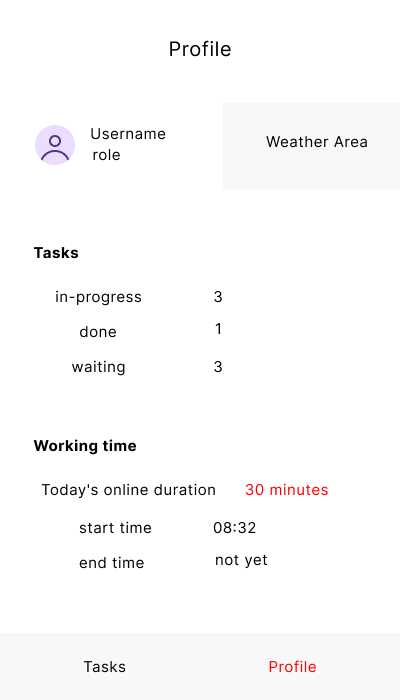 Profile
Username
role
Weather Area
Tasks
in-progress 3
done 1
waiting 3
Working time
Today's online duration 30 minutes
start time 08:32
end time not yet
Tasks Profile